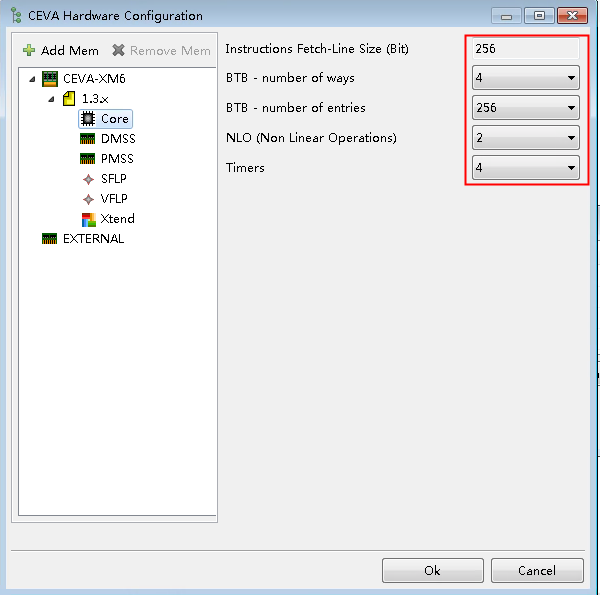 CEVA Hardware Configuration
Add Mem Remove Mem
CEVA-XM6
1.3.x
Core
DMSS
PMSS
SFLP
VFLP
Xtend
EXTERNAL
Instructions Fetch-Line Size (Bit) 256
BTB - number of ways 4
BTB - number of entries 256
NLO (Non Linear Operations) 2
Timers 4
Ok Cancel